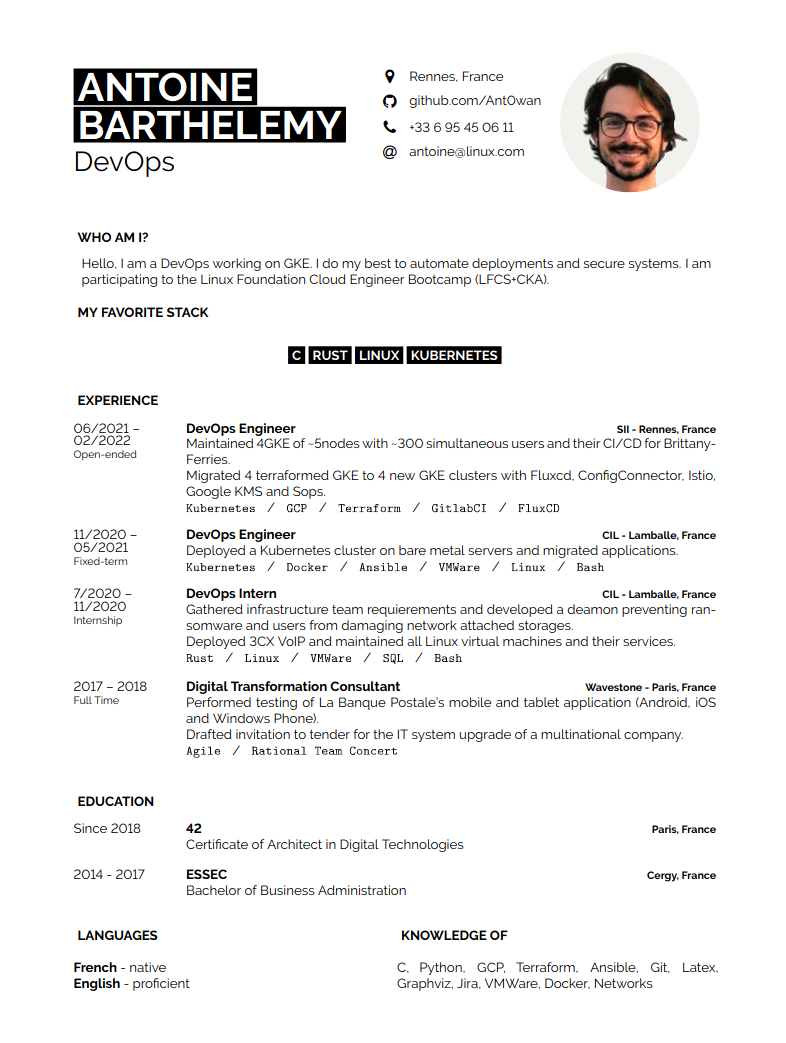 ANTOINE
BARTHELEMY
DevOps
Rennes, France
github.com/Ant0wan
+33 6 95 45 06 11
antoine@linux.com
WHO AM I?
Hello, I am a DevOps working on GKE. I do my best to automate deployments and secure systems. I am
participating to the Linux Foundation Cloud Engineer Bootcamp (LFCS+CKA).
MY FAVORITE STACK
C RUST LINUX KUBERNETES
EXPERIENCE
06/2021 –
02/2022
Open-ended
DevOps Engineer SII - Rennes, France
Maintained 4GKE of ~5nodes with ~300 simultaneous users and their CI/CD for Brittany-
Ferries.
Migrated 4 terraformed GKE to 4 new GKE clusters with Fluxcd, ConfigConnector, Istio,
Google KMS and Sops.
Kubernetes / GCP / Terraform / GitlabCI / FluxCD
11/2020 –
05/2021
Fixed-term
DevOps Engineer CIL - Lamballe, France
Deployed a Kubernetes cluster on bare metal servers and migrated applications.
Kubernetes / Docker / Ansible / VMWare / Linux / Bash
7/2020 –
11/2020
Internship
DevOps Intern CIL - Lamballe, France
Gathered infrastructure team requierements and developed a deamon preventing ran-
somware and users from damaging network attached storages.
Deployed 3CX VoIP and maintained all Linux virtual machines and their services.
Rust / Linux / VMWare / SQL / Bash
2017 – 2018
Full Time
Digital Transformation Consultant Wavestone - Paris, France
Performed testing of La Banque Postale's mobile and tablet application (Android, iOS
and Windows Phone).
Drafted invitation to tender for the IT system upgrade of a multinational company.
Agile / Rational Team Concert
EDUCATION
Since 2018 42 Paris, France
Certificate of Architect in Digital Technologies
2014 - 2017 ESSEC Cergy, France
Bachelor of Business Administration
LANGUAGES
French - native
English - proficient
KNOWLEDGE OF
C, Python, GCP, Terraform, Ansible, Git, Latex,
Graphviz, Jira, VMWare, Docker, Networks